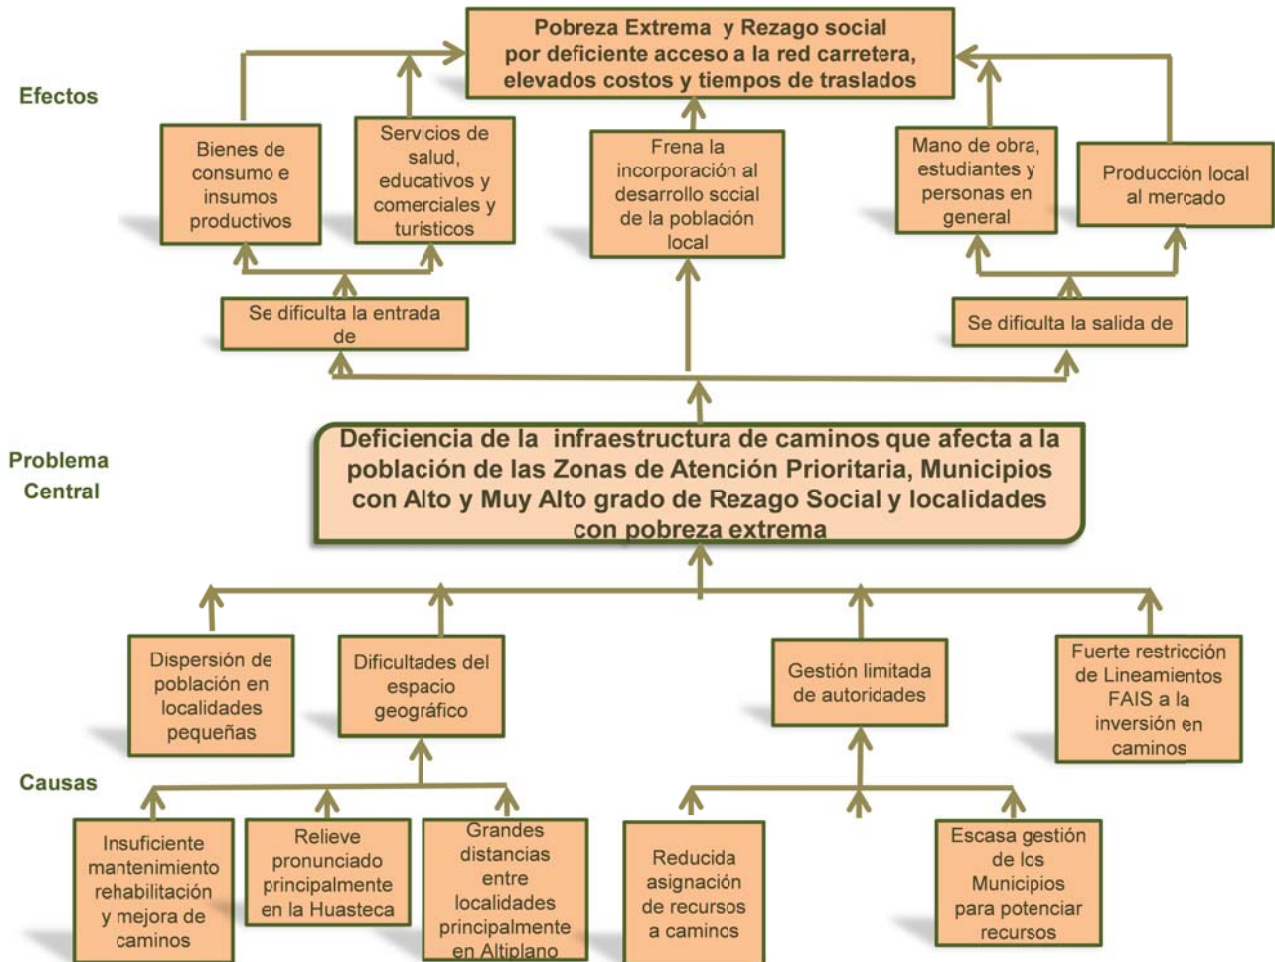 Pobreza Extrema y Rezago social
por deficiente acceso a la red carretera,
elevados costos y tiempos de traslados
Efectos
Bienes de
consumo e
insumos
productivos
Servcios de
salud,
educativos y
comerciales y
turísticos
Frena la
incorporación al
desarrollo social
de la población
local
Mano de obra,
estudiantes y
personas en
general
Producción local
al mercado
Se dificulta la entrada
de
Se dificulta la salida de
Problema
Central
Deficiencia de la infraestructura de caminos que afecta a la
población de las Zonas de Atención Prioritaria, Municipios
con Alto y Muy Alto grado de Rezago Social y localidades
con pobreza extrema
Dispersión de
población en
localidades
pequeñas
Dificultades del
espacio
geográfico
Gestión limitada
de autoridades
Fuerte restricción
de Lineamientos
FAIS a la
inversión en
caminos
Causas
Insuficiente
mantenimiento
rehabilitación
y mejora de
caminos
Relieve
pronunciado
principalmente
en la Huasteca
Grandes
distancias
entre
localidades
principalmente
en Altiplano
Reducida
asignación
de recursos
a caminos
Escasa gestión
de los
Municipios
para potenciar
recursos